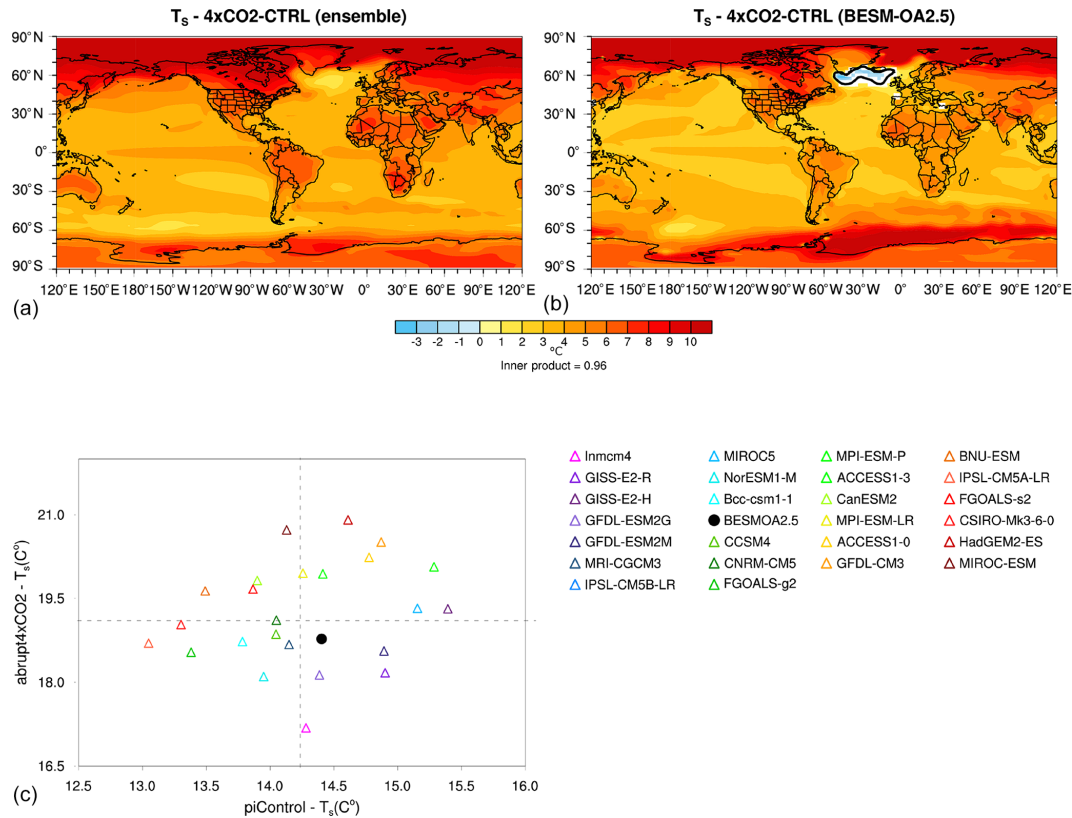 T_S - 4xCO2-CTRL (ensemble)
T_S - 4xCO2-CTRL (BESM-OA2.5)
90°N
60°N
30°N
0°
30°S
60°S
90°S
120°E 150°E 180° 150°W 120°W 90°W 60°W 30°W 0° 30°E 60°E 90°E 120°E
(a)
90°N
60°N
30°N
0°
30°S
60°S
90°S
120°E 150°E 180° 150°W 120°W 90°W 60°W 30°W 0° 30°E 60°E 90°E 120°E
(b)
-3 -2 -1 0 1 2 3 4 5 6 7 8 9 10
°C
Inner product = 0.96
abrupt4xCO2 - T_s(C°)
21.0
19.5
18.0
16.5
12.5 13.0 13.5 14.0 14.5 15.0 15.5 16.0
piControl - T_s(C°)
(c)
Inmcm4
GISS-E2-R
GISS-E2-H
GFDL-ESM2G
GFDL-ESM2M
MRI-CGCM3
IPSL-CM5B-LR
MIROC5
NorESM1-M
Bcc-csm1-1
BESMOA2.5
CCSM4
CNRM-CM5
FGOALS-g2
MPI-ESM-P
ACCESS1-3
CanESM2
MPI-ESM-LR
ACCESS1-0
GFDL-CM3
BNU-ESM
IPSL-CM5A-LR
FGOALS-s2
CSIRO-Mk3-6-0
HadGEM2-ES
MIROC-ESM